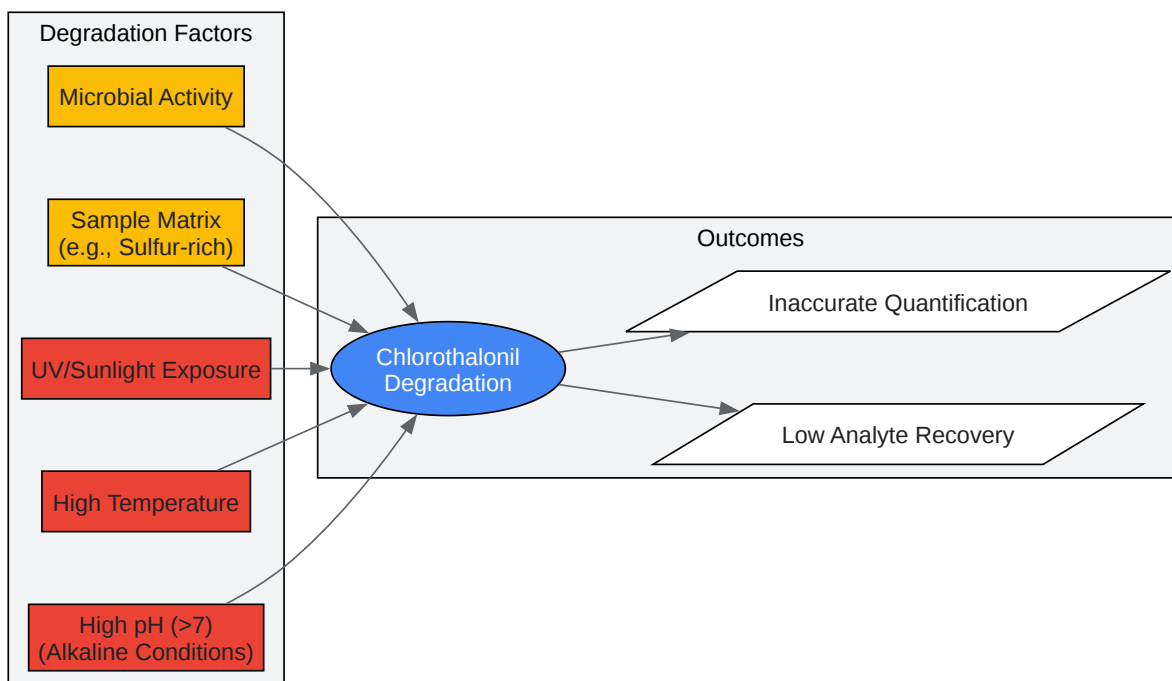 Degradation Factors
Microbial Activity
Sample Matrix
(e.g., Sulfur-rich)
UV/Sunlight Exposure
High Temperature
High pH (>7)
(Alkaline Conditions)
Outcomes
Chlorothalonil
Degradation
Inaccurate Quantification
Low Analyte Recovery